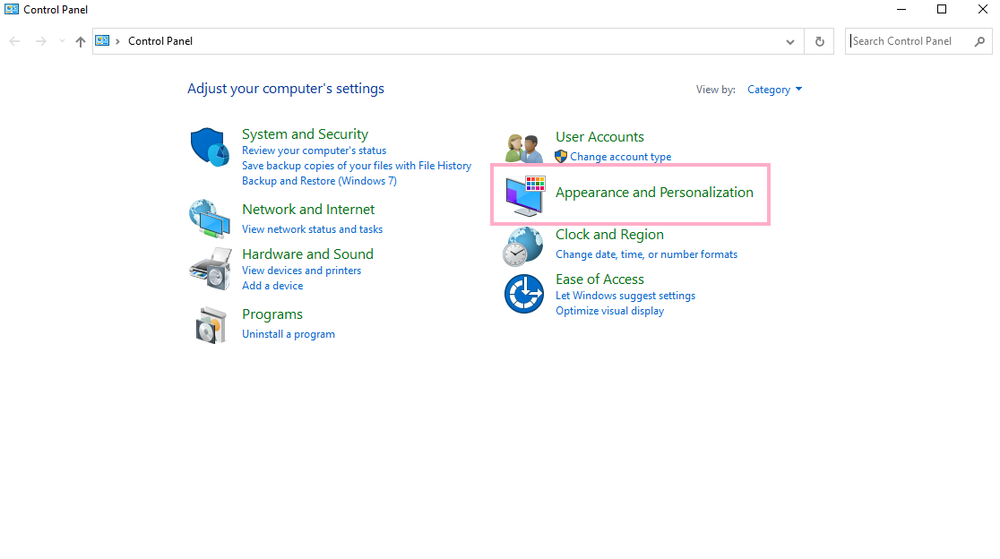 Control Panel
Control Panel
Search Control Panel
Adjust your computer's settings
View by: Category
System and Security
Review your computer's status
Save backup copies of your files with File History
Backup and Restore (Windows 7)
Network and Internet
View network status and tasks
Hardware and Sound
View devices and printers
Add a device
Programs
Uninstall a program
User Accounts
Change account type
Appearance and Personalization
Clock and Region
Change date, time, or number formats
Ease of Access
Let Windows suggest settings
Optimize visual display